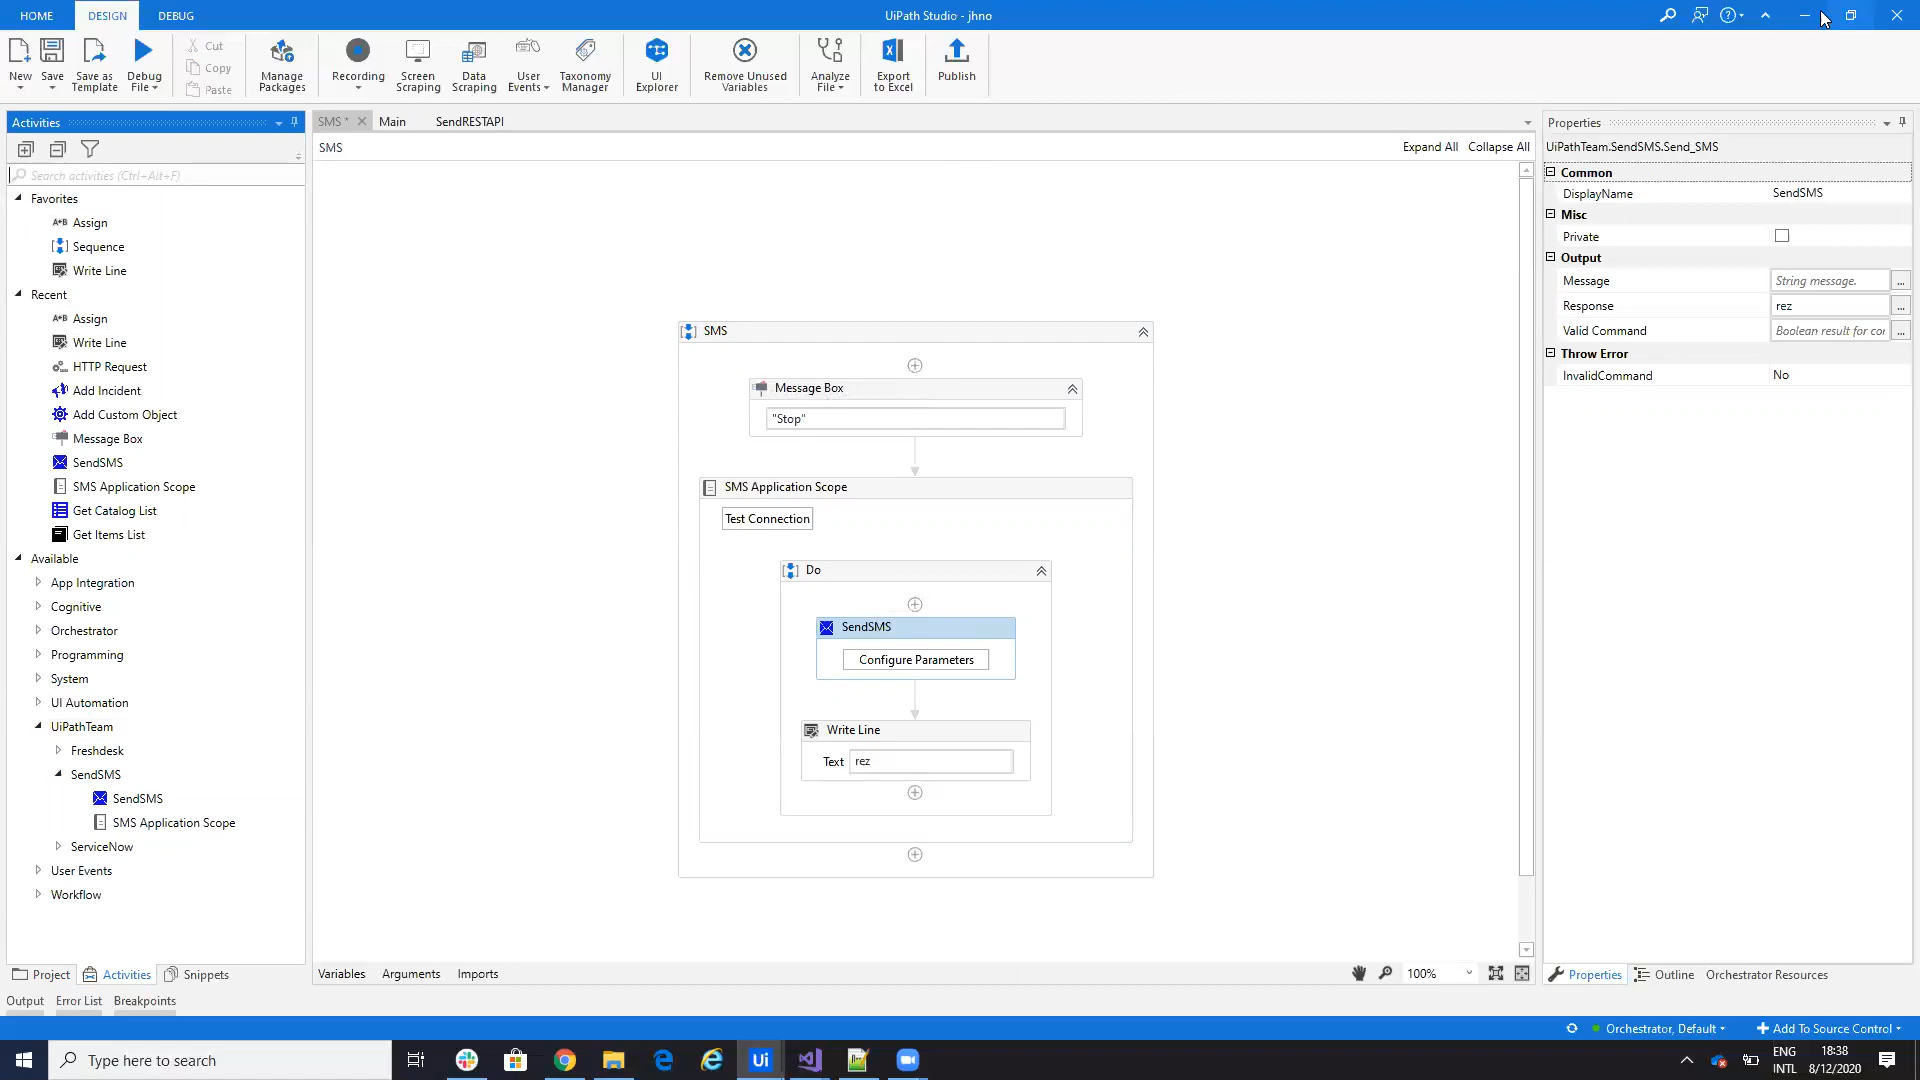 HOME
DESIGN
DEBUG
UiPath Studio - jhno
New
Save
Save as Template
Debug File
Cut
Copy
Paste
Manage Packages
Recording
Screen Scraping
Data Scraping
User Events
Taxonomy Manager
UI Explorer
Remove Unused Variables
Analyze File
Export to Excel
Publish
Activities
Search activities (Ctrl+Alt+F)
Favorites
A+B Assign
Sequence
Write Line
Recent
A+B Assign
Write Line
HTTP Request
Add Incident
Add Custom Object
Message Box
SendSMS
SMS Application Scope
Get Catalog List
Get Items List
Available
App Integration
Cognitive
Orchestrator
Programming
System
UI Automation
UiPathTeam
Freshdesk
SendSMS
SendSMS
SMS Application Scope
ServiceNow
User Events
Workflow
Project
Activities
Snippets
SMS *
Main
SendRESTAPI
SMS
Expand All
Collapse All
SMS
Message Box
"Stop"
SMS Application Scope
Test Connection
Do
SendSMS
Configure Parameters
Write Line
Text rez
Variables
Arguments
Imports
100%
Properties
UiPathTeam.SendSMS.Send_SMS
Common
DisplayName SendSMS
Misc
Private
Output
Message String message. ...
Response rez ...
Valid Command Boolean result for cor ...
Throw Error
InvalidCommand No
Properties
Outline
Orchestrator Resources
Output
Error List
Breakpoints
Orchestrator, Default
Add To Source Control
Type here to search
Ui
ENG
INTL
18:38
8/12/2020